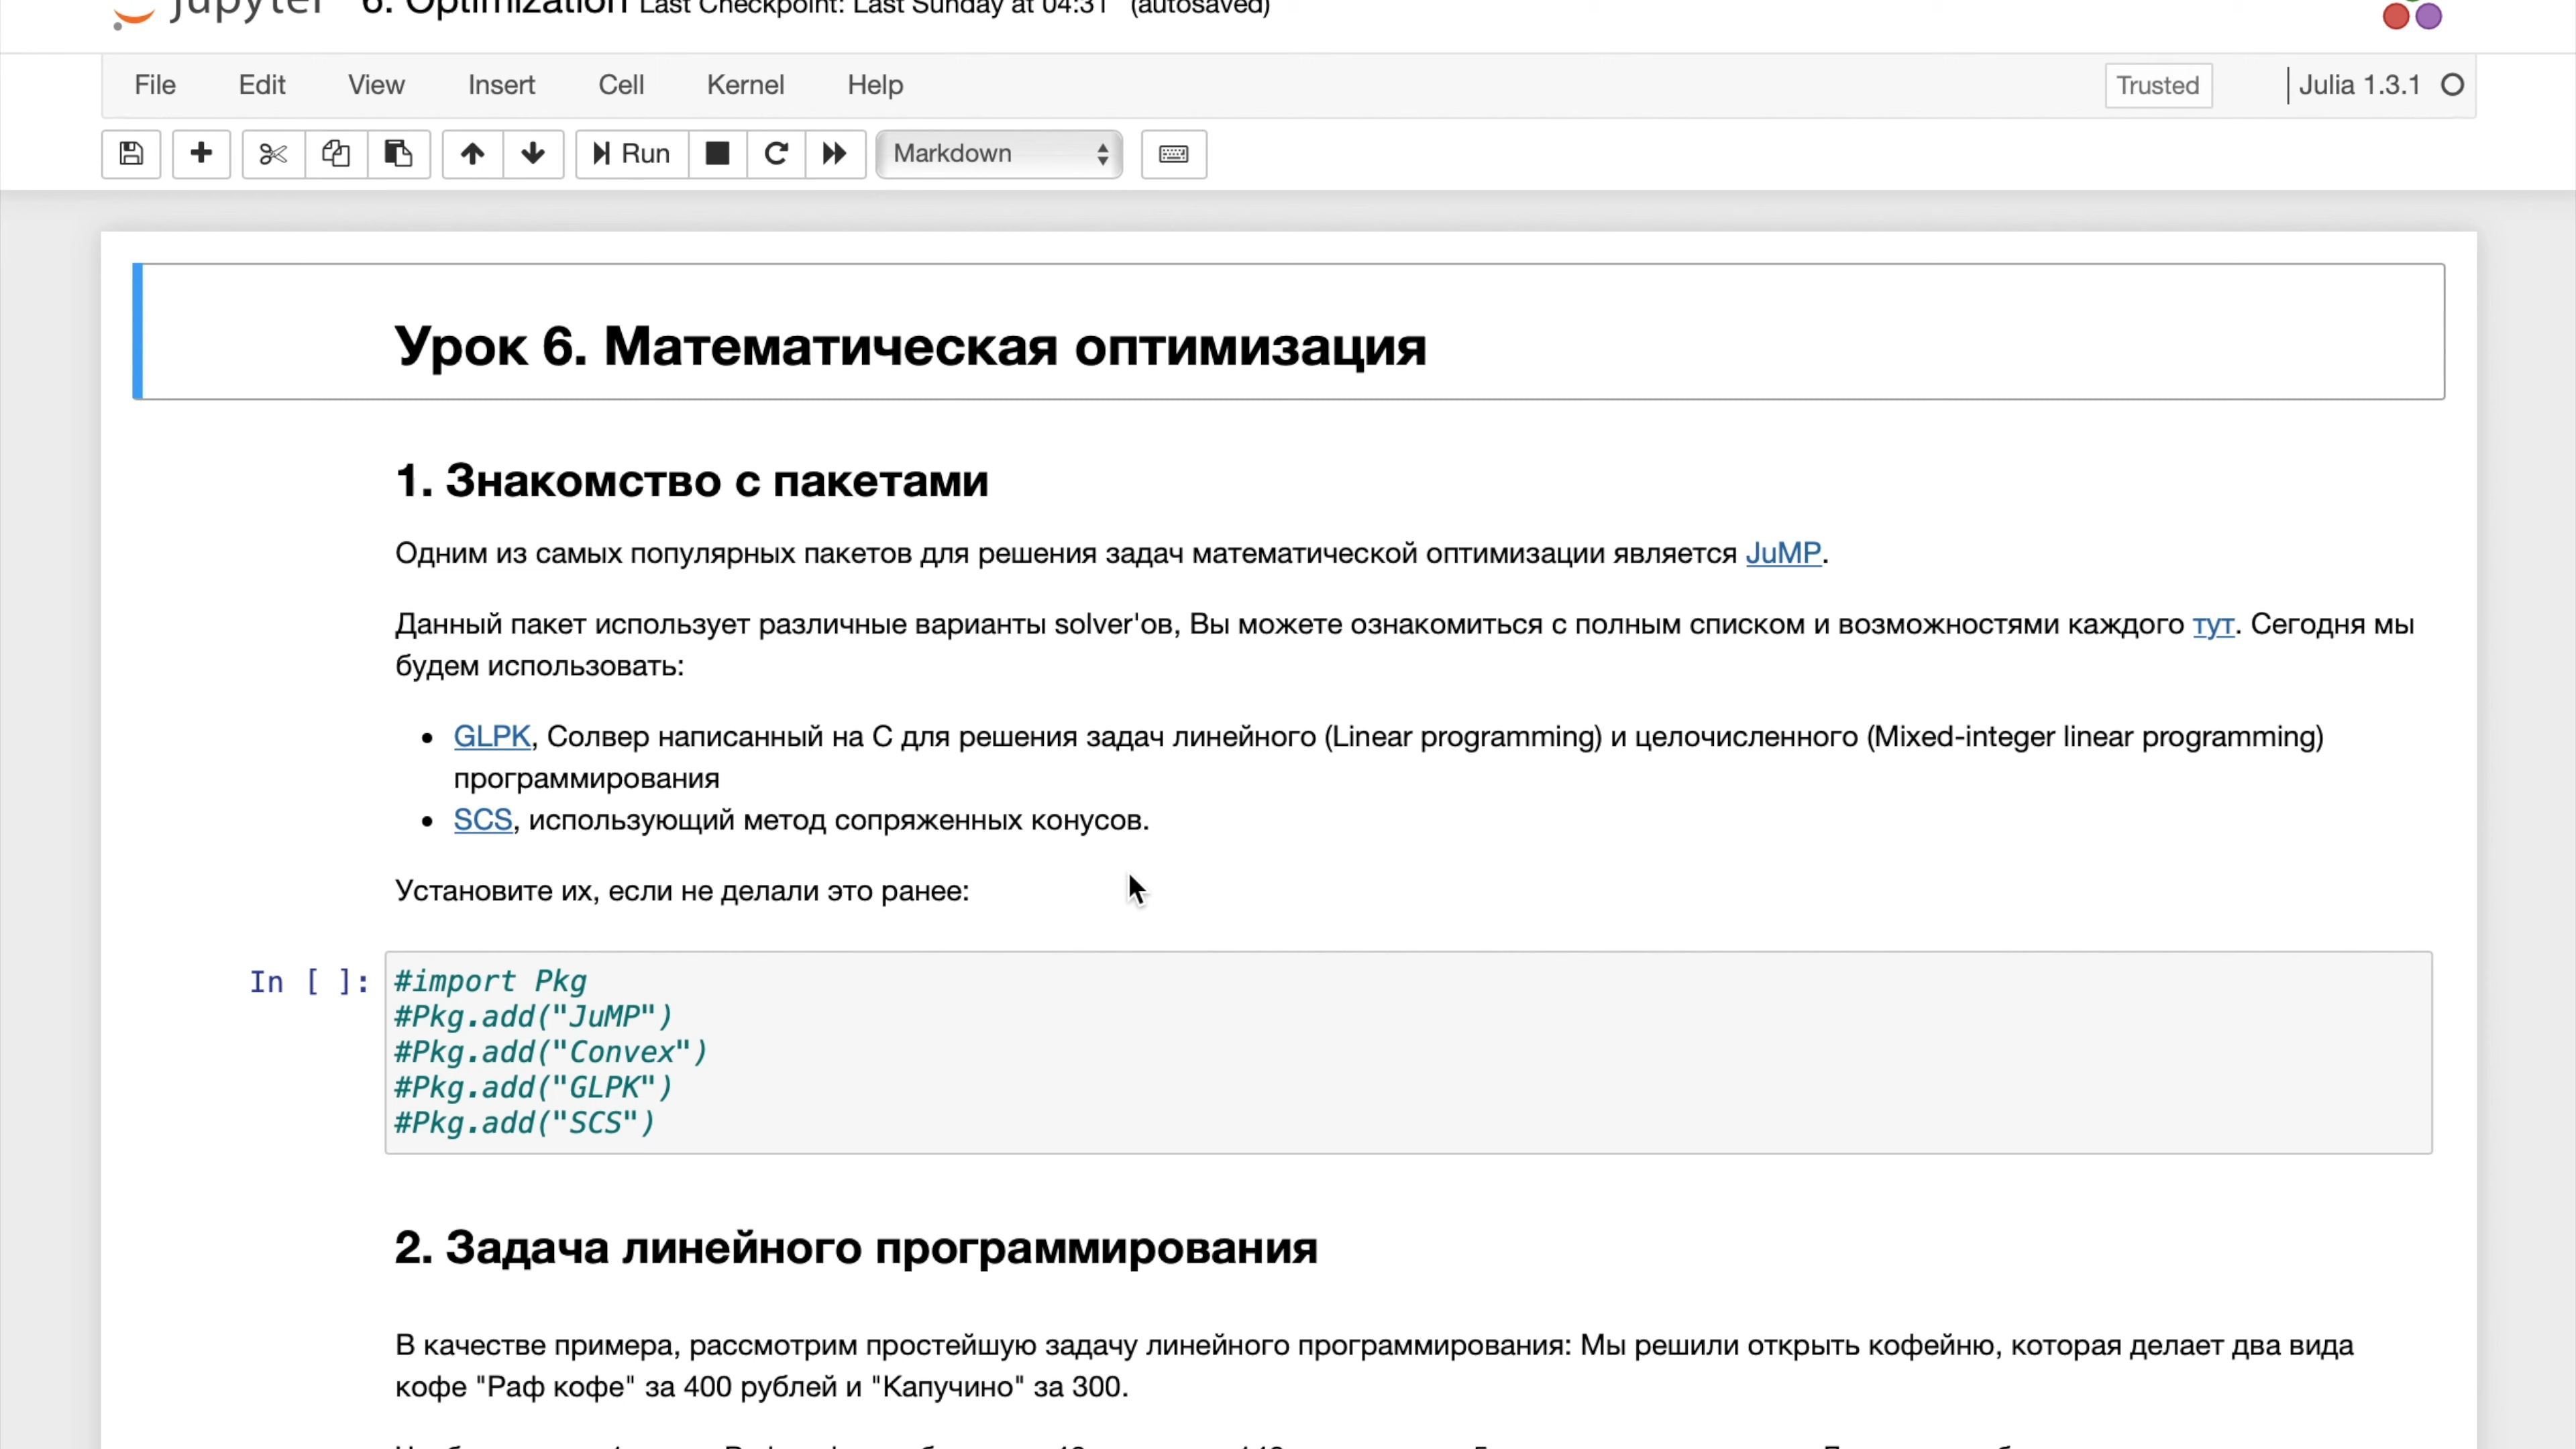 jupyter 6. Optimization Last Checkpoint: Last Sunday at 04:31 (autosaved)
File Edit View Insert Cell Kernel Help Trusted Julia 1.3.1
Run Markdown
Урок 6. Математическая оптимизация
1. Знакомство с пакетами
Одним из самых популярных пакетов для решения задач математической оптимизации является JuMP.
Данный пакет использует различные варианты solver'ов, Вы можете ознакомиться с полным списком и возможностями каждого тут. Сегодня мы
будем использовать:
• GLPK, Солвер написанный на C для решения задач линейного (Linear programming) и целочисленного (Mixed-integer linear programming)
программирования
• SCS, использующий метод сопряженных конусов.
Установите их, если не делали это ранее:
In [ ]: #import Pkg
#Pkg.add("JuMP")
#Pkg.add("Convex")
#Pkg.add("GLPK")
#Pkg.add("SCS")
2. Задача линейного программирования
В качестве примера, рассмотрим простейшую задачу линейного программирования: Мы решили открыть кофейню, которая делает два вида
кофе "Раф кофе" за 400 рублей и "Капучино" за 300.